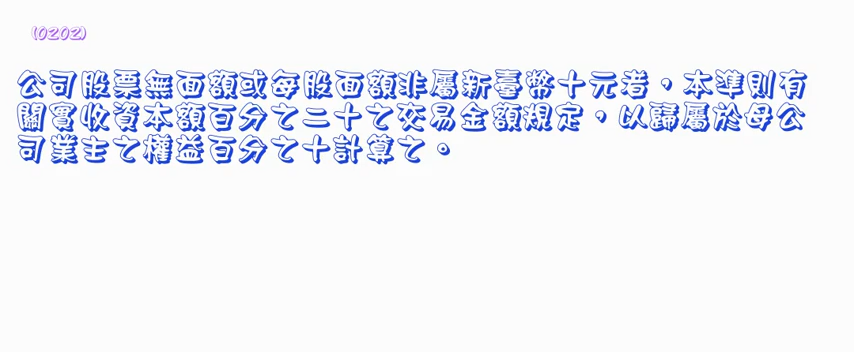 (0202)
公司股票無面額或每股面額非屬新臺幣十元者，本準則有
關實收資本額百分之二十之交易金額規定，以歸屬於母公
司業主之權益百分之十計算之。